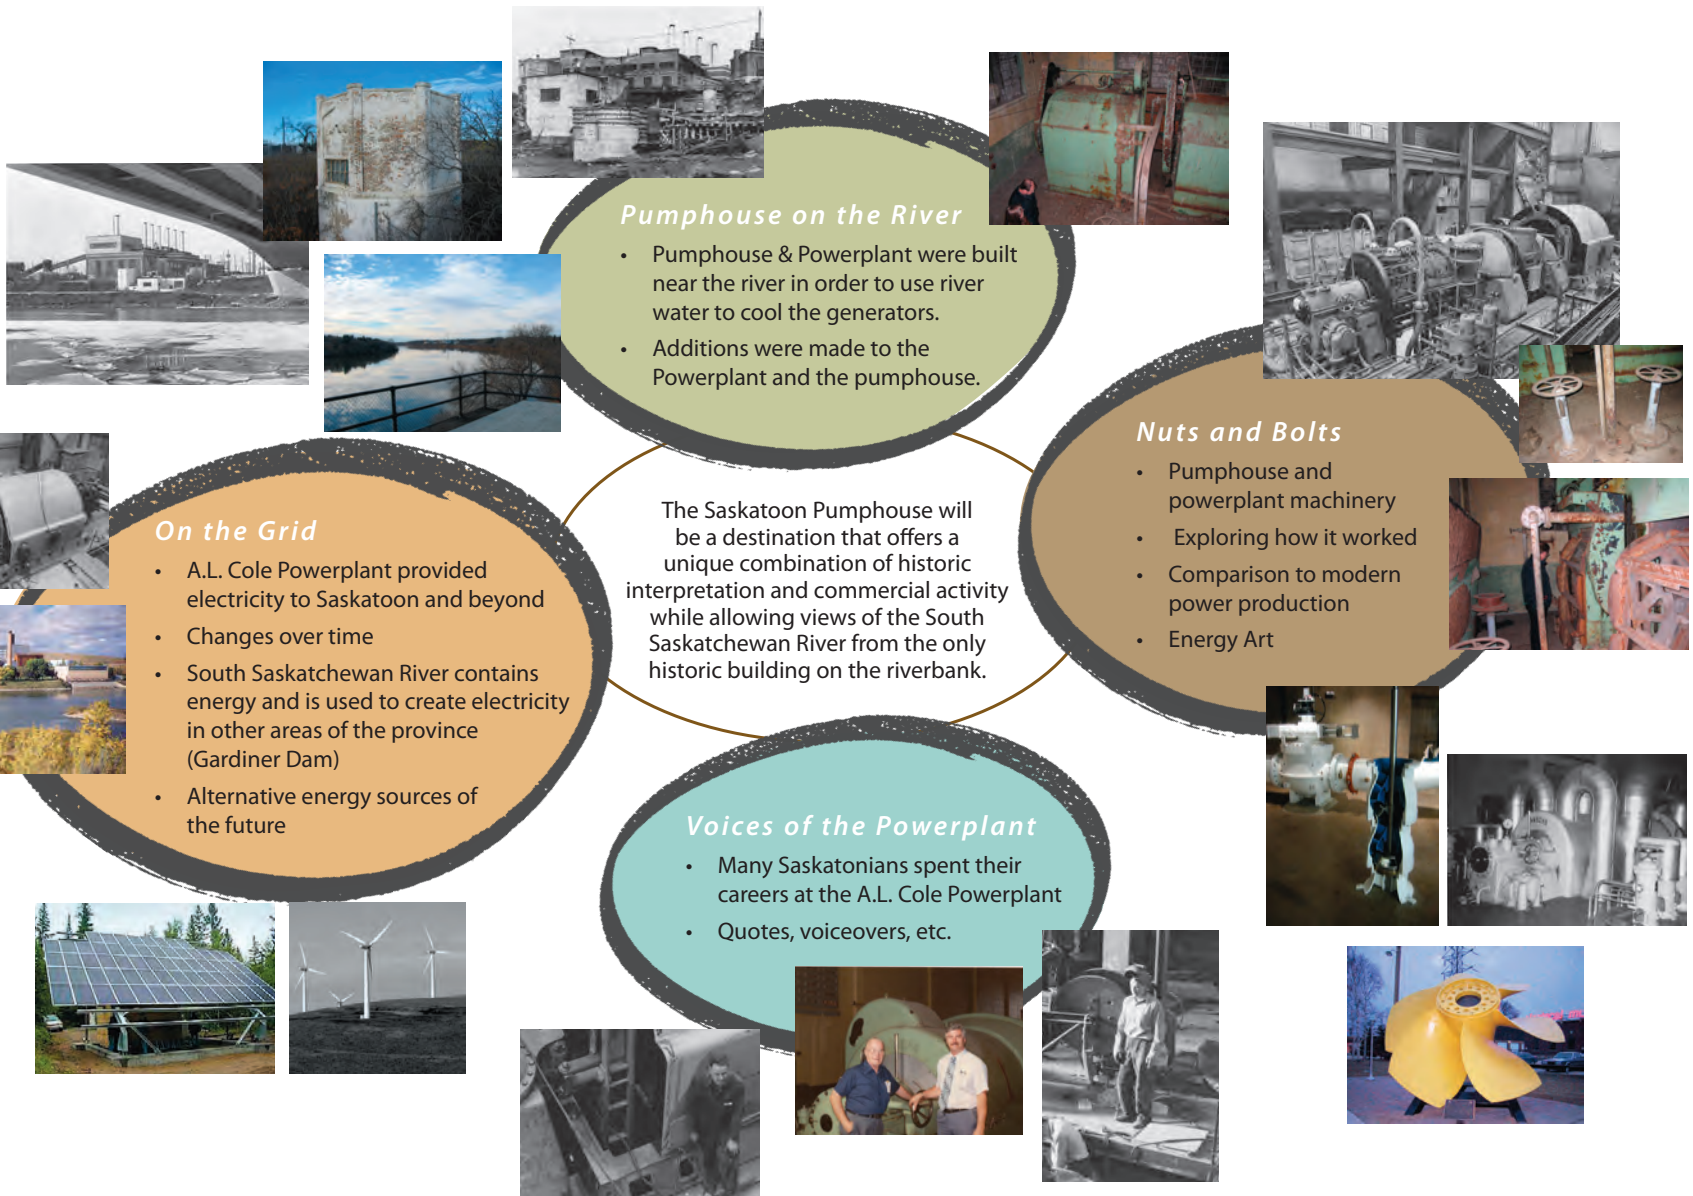 Pumphouse on the River
• Pumphouse & Powerplant were built
near the river in order to use river
water to cool the generators.
• Additions were made to the
Powerplant and the pumphouse.
Nuts and Bolts
• Pumphouse and
powerplant machinery
• Exploring how it worked
• Comparison to modern
power production
• Energy Art
The Saskatoon Pumphouse will
be a destination that offers a
unique combination of historic
interpretation and commercial activity
while allowing views of the South
Saskatchewan River from the only
historic building on the riverbank.
On the Grid
• A.L. Cole Powerplant provided
electricity to Saskatoon and beyond
• Changes over time
• South Saskatchewan River contains
energy and is used to create electricity
in other areas of the province
(Gardiner Dam)
• Alternative energy sources of
the future
Voices of the Powerplant
• Many Saskatonians spent their
careers at the A.L. Cole Powerplant
• Quotes, voiceovers, etc.